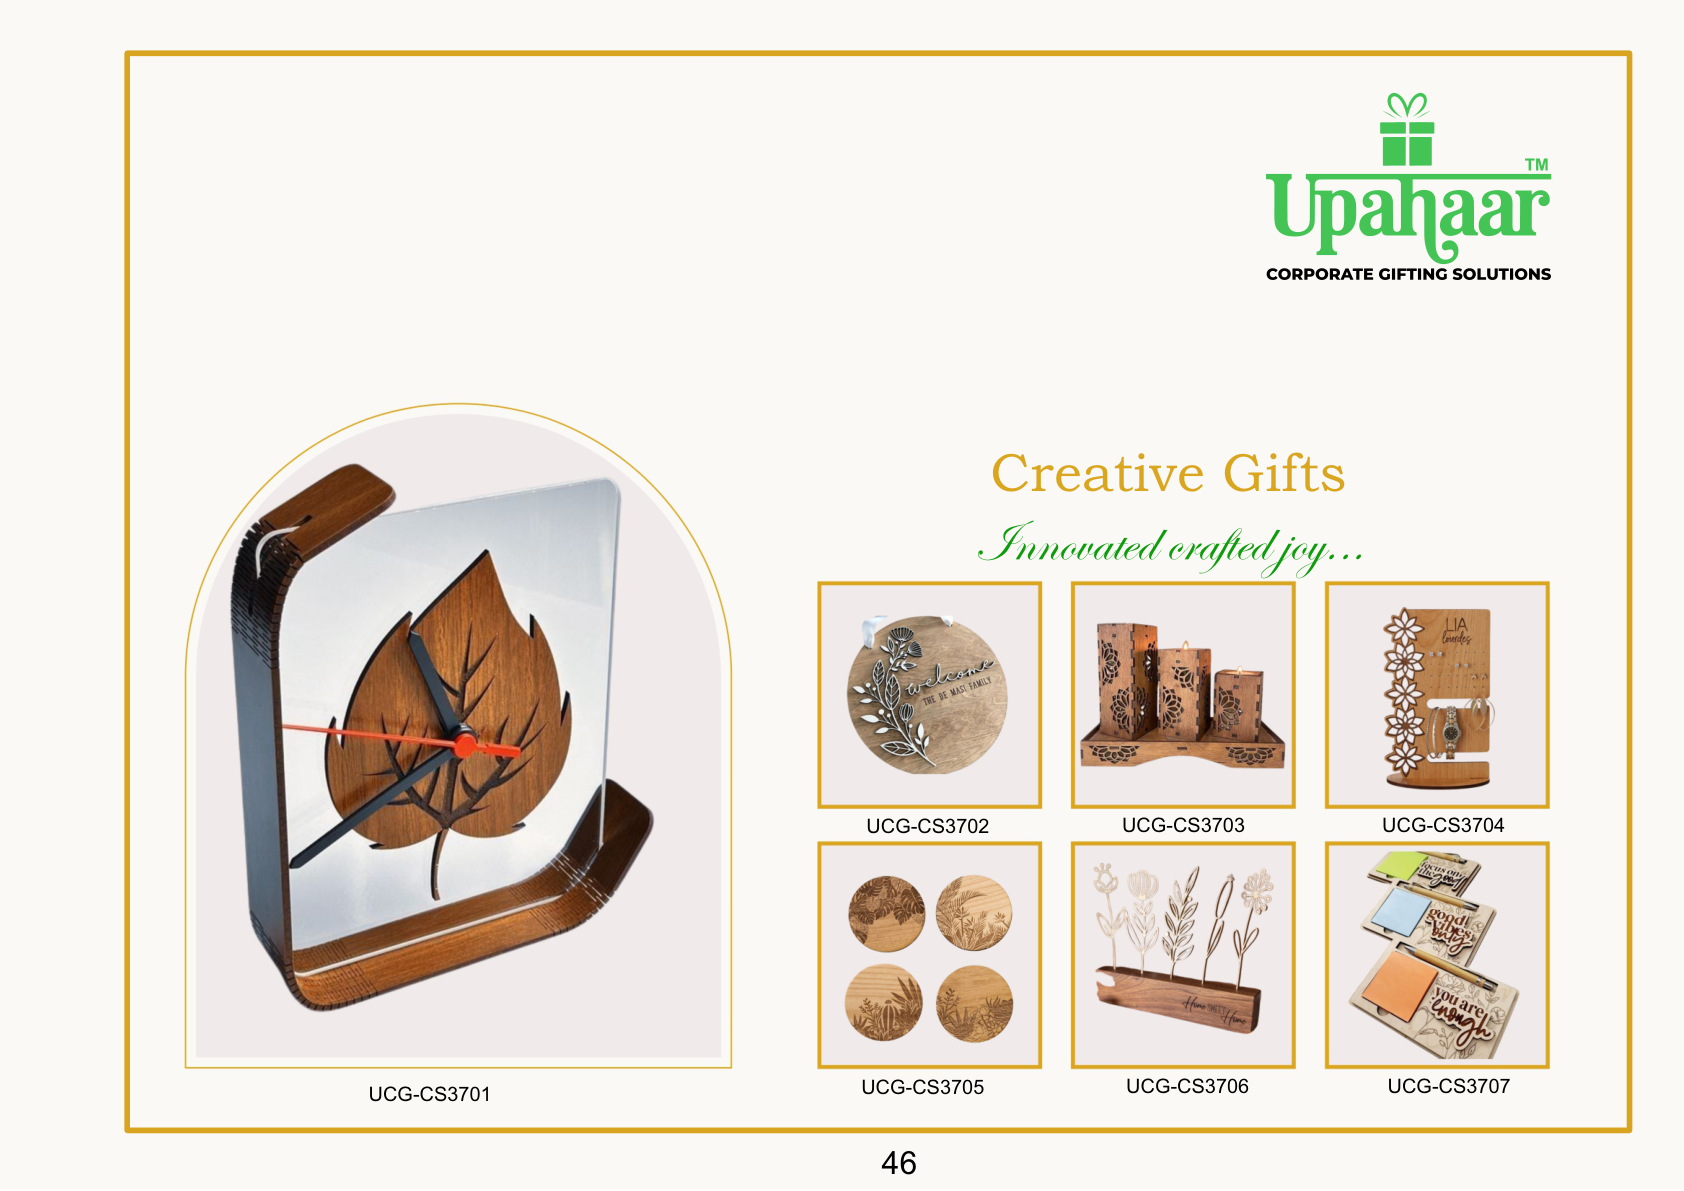 Upahaar™
CORPORATE GIFTING SOLUTIONS
Creative Gifts
Innovated crafted joy...
welcome
THE DE MASI FAMILY
LIA
lourdes
UCG-CS3702
UCG-CS3703
UCG-CS3704
focus on
the good
good
vibes
only
you are
enough
Home SWEET Home
UCG-CS3701
UCG-CS3705
UCG-CS3706
UCG-CS3707
46